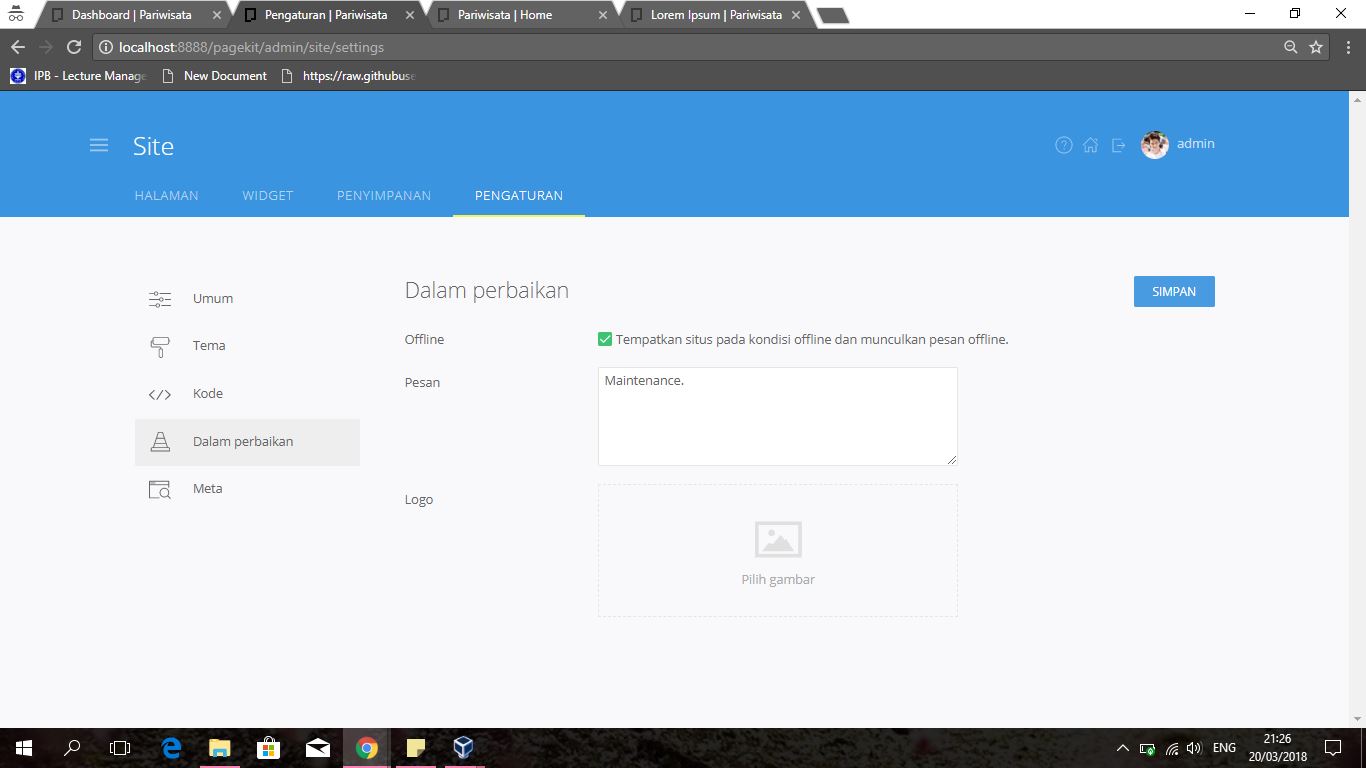 Dashboard | Pariwisata
Pengaturan | Pariwisata
Pariwisata | Home
Lorem Ipsum | Pariwisata
localhost:8888/pagekit/admin/site/settings
IPB - Lecture Manage
New Document
https://raw.githubuse
Site
admin
HALAMAN
WIDGET
PENYIMPANAN
PENGATURAN
Umum
Tema
Kode
Dalam perbaikan
Meta
Dalam perbaikan
SIMPAN
Offline
Tempatkan situs pada kondisi offline dan munculkan pesan offline.
Pesan
Maintenance.
Logo
Pilih gambar
ENG
21:26
20/03/2018